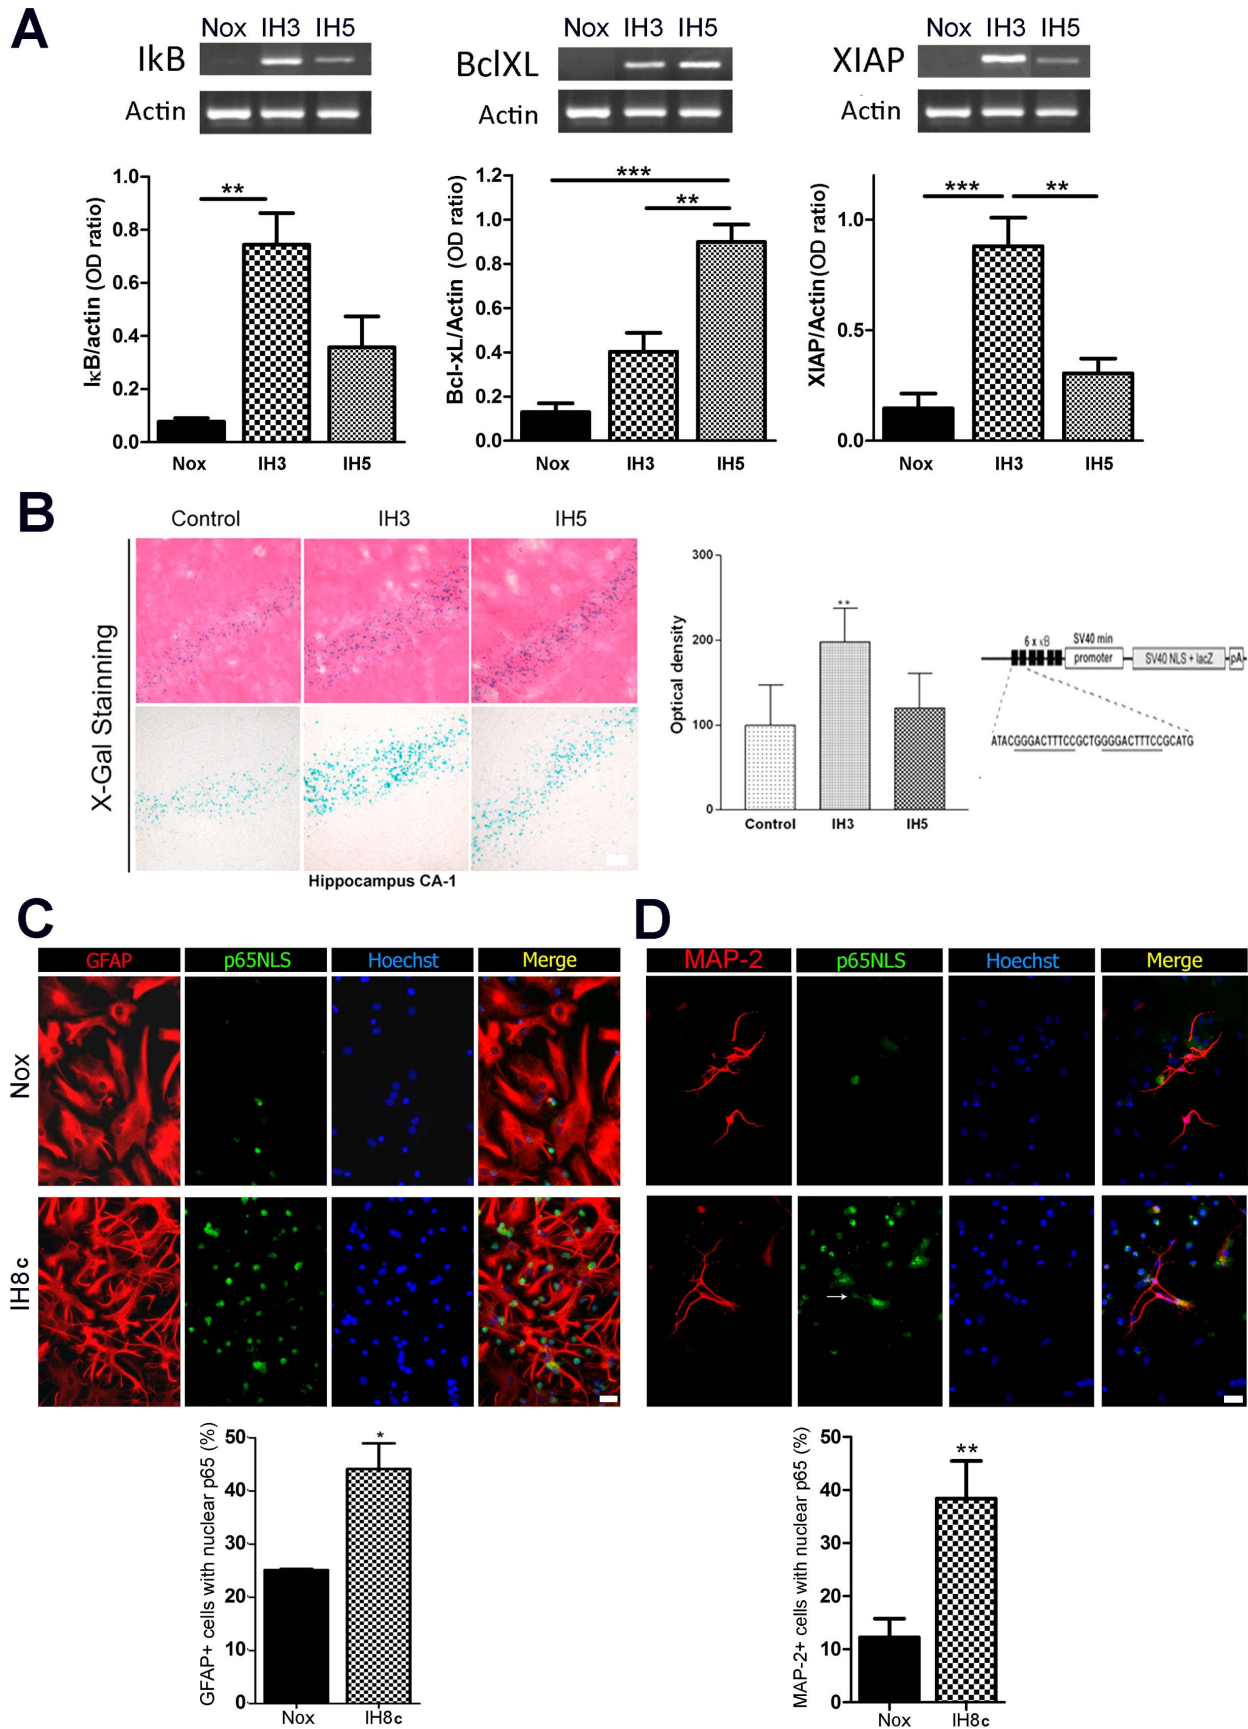 A
Nox IH3 IH5
IkB
Actin
Nox IH3 IH5
BclXL
Actin
Nox IH3 IH5
XIAP
Actin
IκB/actin (OD ratio)
1.0
0.8
0.6
0.4
0.2
0.0
**
Nox IH3 IH5
Bcl-xL/Actin (OD ratio)
1.2
1.0
0.8
0.6
0.4
0.2
0.0
***
**
Nox IH3 IH5
XIAP/Actin(OD ratio)
1.0
0.5
0.0
*** **
Nox IH3 IH5
B
Control IH3 IH5
X-Gal Stainning
Hippocampus CA-1
Optical density
300
200
100
0
**
Control IH3 IH5
6 x κB
SV40 min
promoter
SV40 NLS + lacZ
pA
ATACGGGACTTTCCGCTGGGGACTTTCCGCATG
C
GFAP p65NLS Hoechst Merge
Nox
IH8c
GFAP+ cells with nuclear p65 (%)
50
40
30
20
10
0
*
Nox IH8c
D
MAP-2 p65NLS Hoechst Merge
MAP-2+ cells with nuclear p65 (%)
50
40
30
20
10
0
**
Nox IH8c